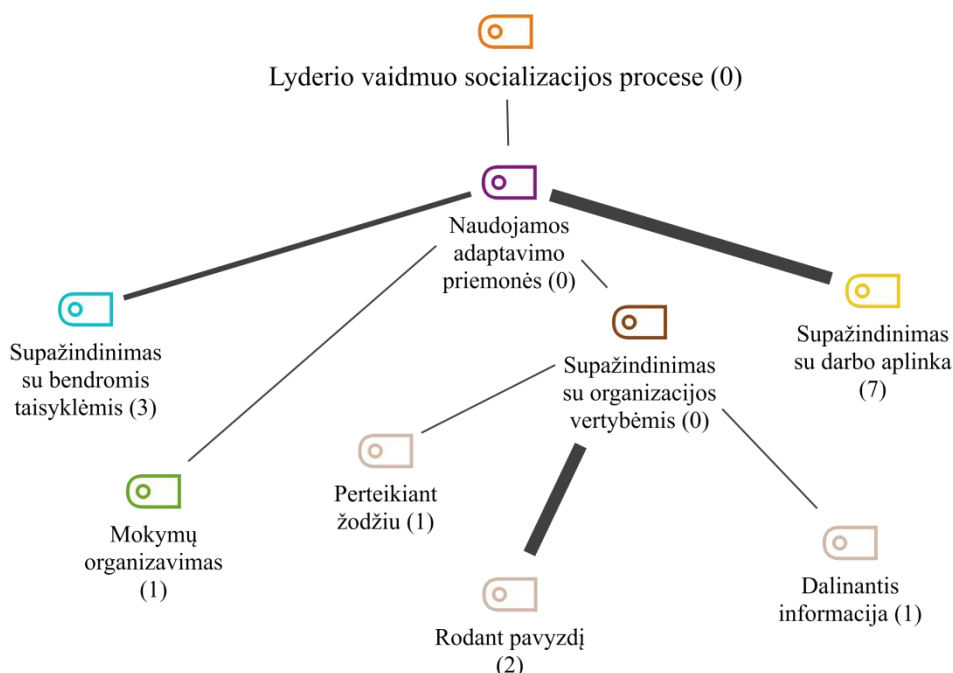 Lyderio vaidmuo socializacijos procese (0)
Naudojamos
adaptavimo
priemonės (0)
Supažindinimas
su bendromis
taisyklėmis (3)
Supažindinimas
su organizacijos
vertybėmis (0)
Supažindinimas
su darbo aplinka
(7)
Mokymų
organizavimas
(1)
Perteikiant
žodžiu (1)
Rodant pavyzdį
(2)
Dalinantis
informacija (1)